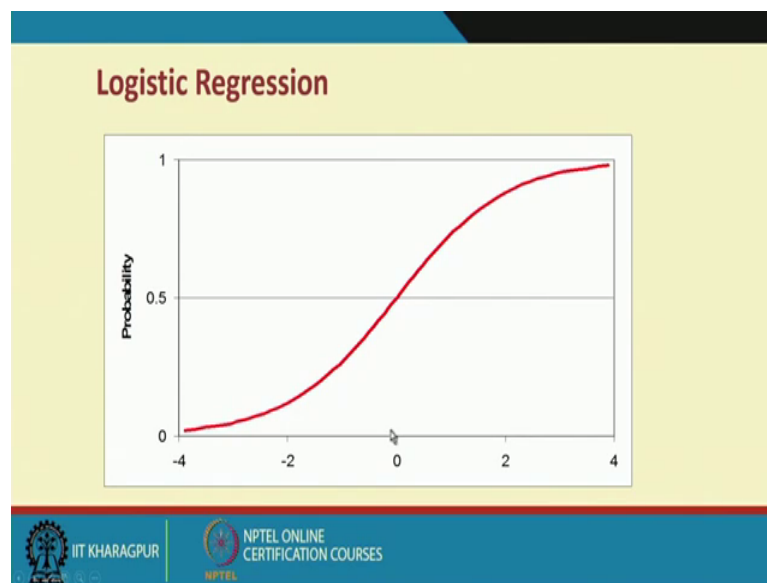 Logistic Regression
1
Probability
0.5
0
-4
-2
0
2
4
IIT KHARAGPUR
NPTEL
NPTEL ONLINE
CERTIFICATION COURSES